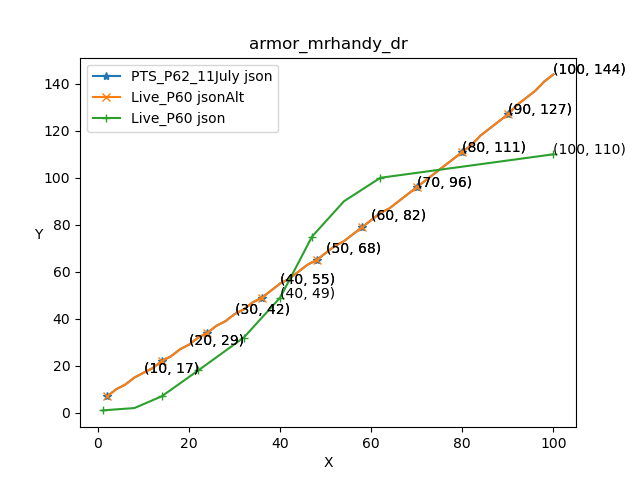 armor_mrhandy_dr
PTS_P62_11July json
Live_P60 jsonAlt
Live_P60 json
(100, 144)
(90, 127)
(80, 111)
(100, 110)
(70, 96)
(60, 82)
(50, 68)
(40, 55)
(40, 49)
(30, 42)
(20, 29)
(10, 17)
140
120
100
80
60
40
20
0
Y
0 20 40 60 80 100
X